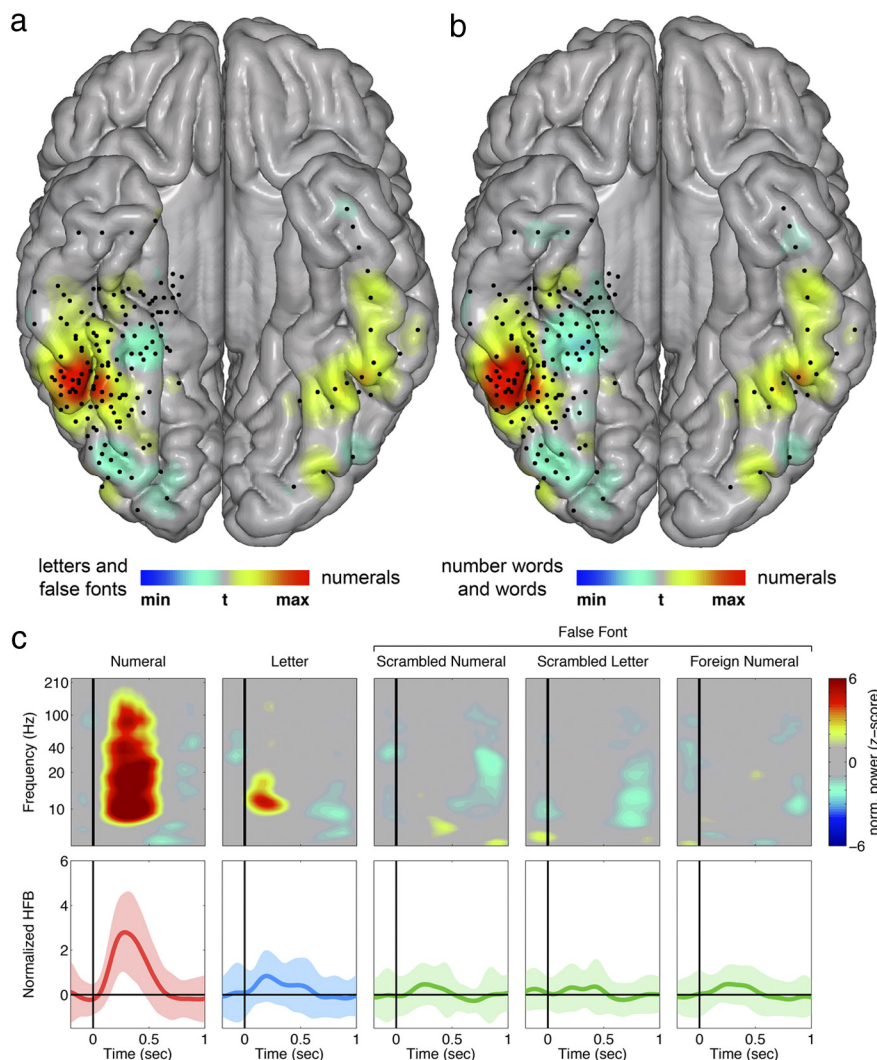 a b
letters and false fonts min t max numerals
number words and words min t max numerals
c
False Font
Numeral Letter Scrambled Numeral Scrambled Letter Foreign Numeral
210
100
40
20
10
Frequency (Hz)
6
4
2
0
-6
norm. power (z-score)
6
4
2
0
Normalized HFB
0 0.5 1 0 0.5 1 0 0.5 1 0 0.5 1 0 0.5 1
Time (sec) Time (sec) Time (sec) Time (sec) Time (sec)